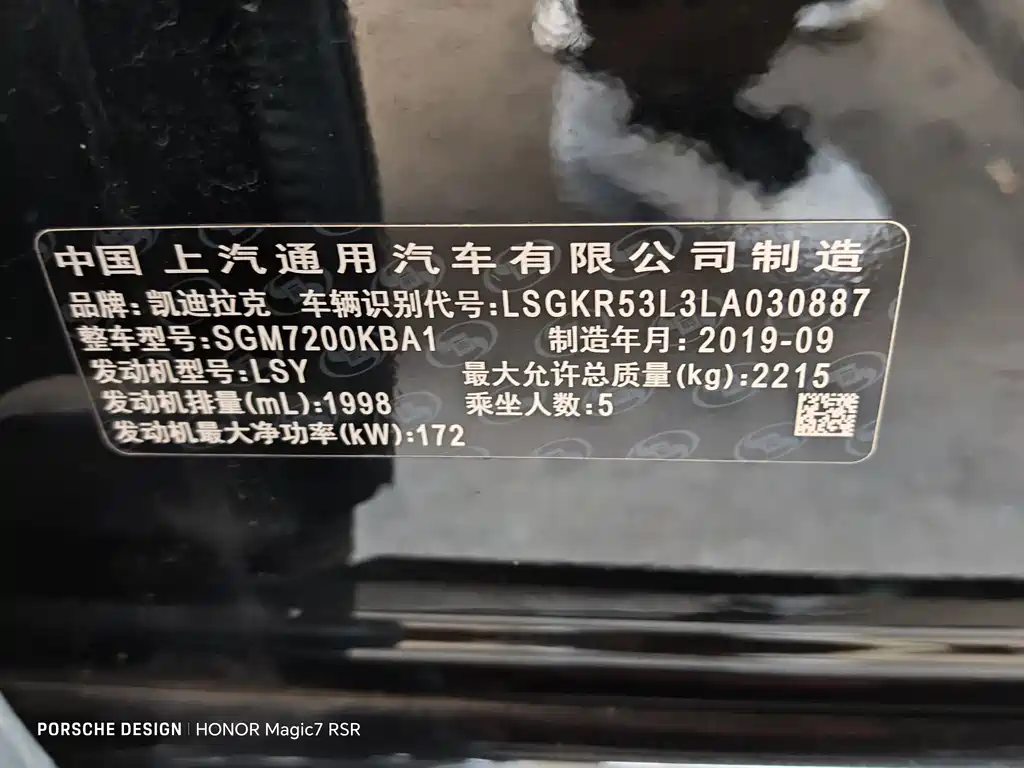 中国 上汽通用汽车有限公司制造
品牌:凯迪拉克 车辆识别代号:LSGKR53L3LA030887
整车型号:SGM7200KBA1 制造年月:2019-09
发动机型号:LSY 最大允许总质量(kg):2215
发动机排量(mL):1998 乘坐人数:5
发动机最大净功率(kW):172
PORSCHE DESIGN | HONOR Magic7 RSR